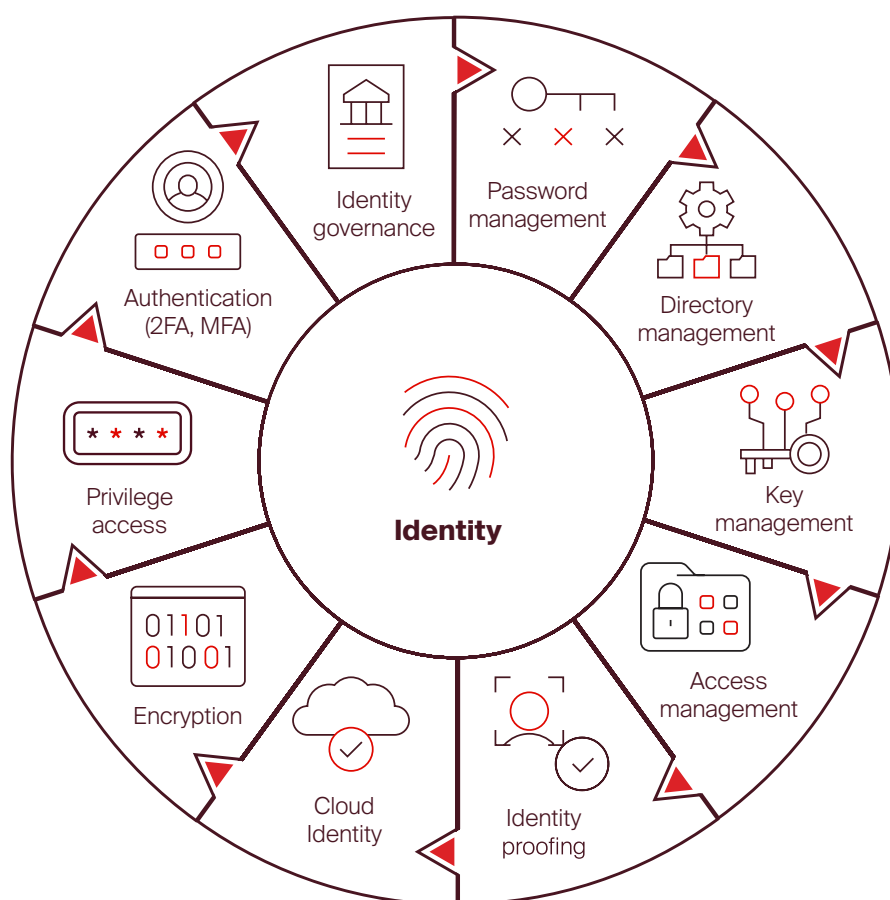 Identity
governance
Password
management
Directory
management
Key
management
Access
management
Identity
proofing
Cloud
Identity
01101
01001
Encryption
* * * *
Privilege
access
Authentication
(2FA, MFA)
Identity